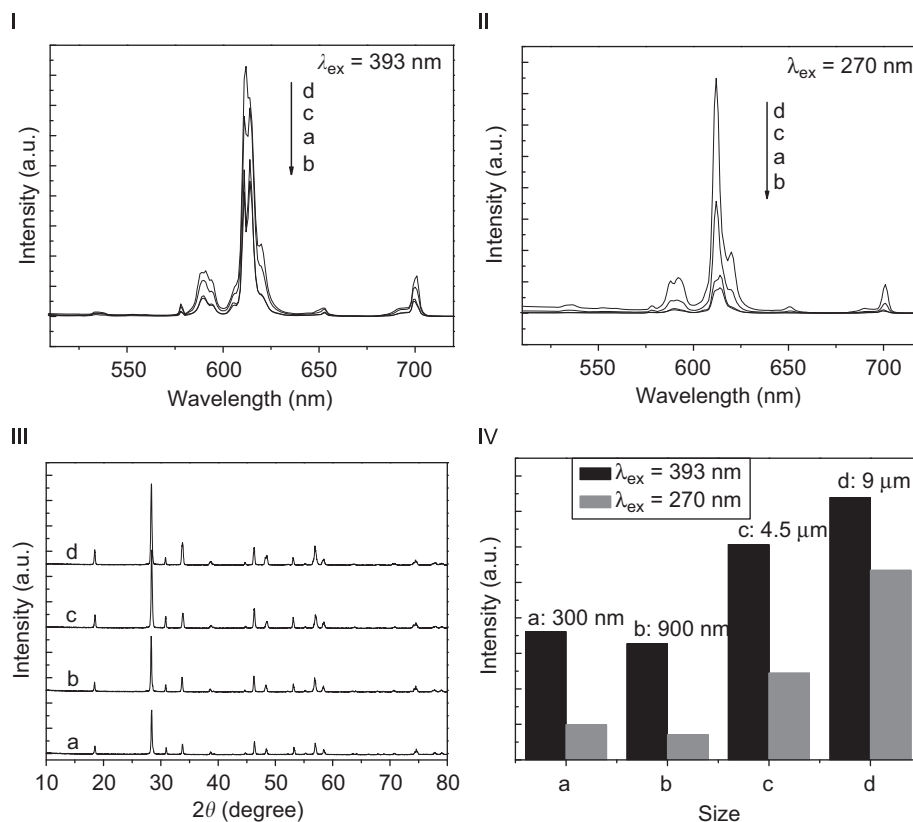 I
λex = 393 nm
d
c
a
b
Intensity (a.u.)
550 600 650 700
Wavelength (nm)
II
λex = 270 nm
d
c
a
b
Intensity (a.u.)
550 600 650 700
Wavelength (nm)
III
d
c
b
a
Intensity (a.u.)
10 20 30 40 50 60 70 80
2θ (degree)
IV
λex = 393 nm
λex = 270 nm
d: 9 μm
c: 4.5 μm
a: 300 nm
b: 900 nm
Intensity (a.u.)
a b c d
Size